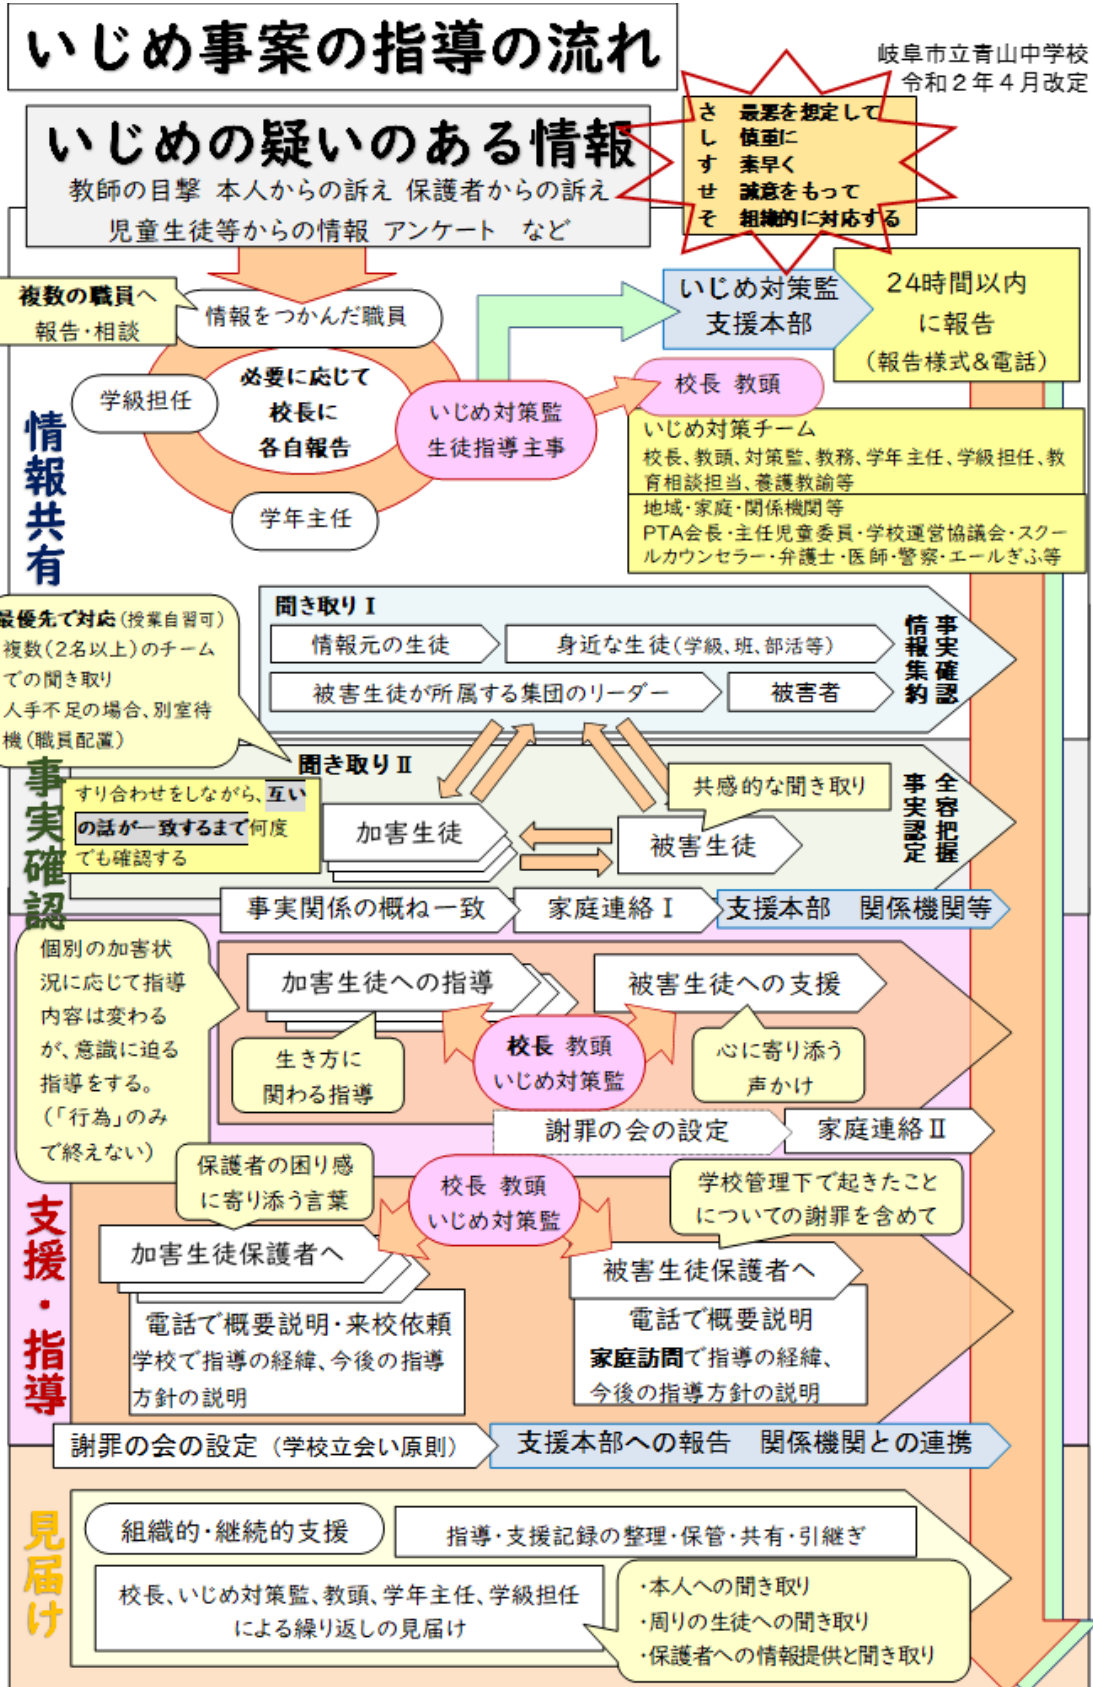 いじめ事案の指導の流れ
岐阜市立青山中学校
令和２年４月改定
いじめの疑いのある情報
教師の目撃 本人からの訴え 保護者からの訴え
児童生徒等からの情報 アンケート　など
さ　最悪を想定して
し　慎重に
す　素早く
せ　誠意をもって
そ　組織的に対応する
情報共有
複数の職員へ
報告・相談
情報をつかんだ職員
学級担任
必要に応じて
校長に
各自報告
いじめ対策監
生徒指導主事
学年主任
いじめ対策監
支援本部
24時間以内
に報告
(報告様式&電話)
校長 教頭
いじめ対策チーム
校長、教頭、対策監、教務、学年主任、学級担任、教
育相談担当、養護教諭等
地域・家庭・関係機関等
PTA会長・主任児童委員・学校運営協議会・スクー
ルカウンセラー・弁護士・医師・警察・エールぎふ等
最優先で対応(授業自習可)
複数(2名以上)のチーム
での聞き取り
人手不足の場合、別室待
機(職員配置)
聞き取りⅠ
情報元の生徒
身近な生徒(学級、班、部活等)
被害生徒が所属する集団のリーダー
被害者
事実確認
情報集約
事実確認
聞き取りⅡ
すり合わせをしながら、互い
の話が一致するまで何度
でも確認する
加害生徒
共感的な聞き取り
被害生徒
全容把握
事実認定
事実関係の概ね一致
家庭連絡Ⅰ
支援本部　関係機関等
個別の加害状
況に応じて指導
内容は変わる
が、意識に迫る
指導をする。
(「行為」のみ
で終えない)
加害生徒への指導
被害生徒への支援
生き方に
関わる指導
校長 教頭
いじめ対策監
心に寄り添う
声かけ
謝罪の会の設定
家庭連絡Ⅱ
支援・指導
保護者の困り感
に寄り添う言葉
校長 教頭
いじめ対策監
学校管理下で起きたこと
についての謝罪を含めて
加害生徒保護者へ
電話で概要説明・来校依頼
学校で指導の経緯、今後の指導
方針の説明
被害生徒保護者へ
電話で概要説明
家庭訪問で指導の経緯、
今後の指導方針の説明
謝罪の会の設定（学校立会い原則）
支援本部への報告　関係機関との連携
見届け
組織的・継続的支援
指導・支援記録の整理・保管・共有・引継ぎ
校長、いじめ対策監、教頭、学年主任、学級担任
による繰り返しの見届け
・本人への聞き取り
・周りの生徒への聞き取り
・保護者への情報提供と聞き取り